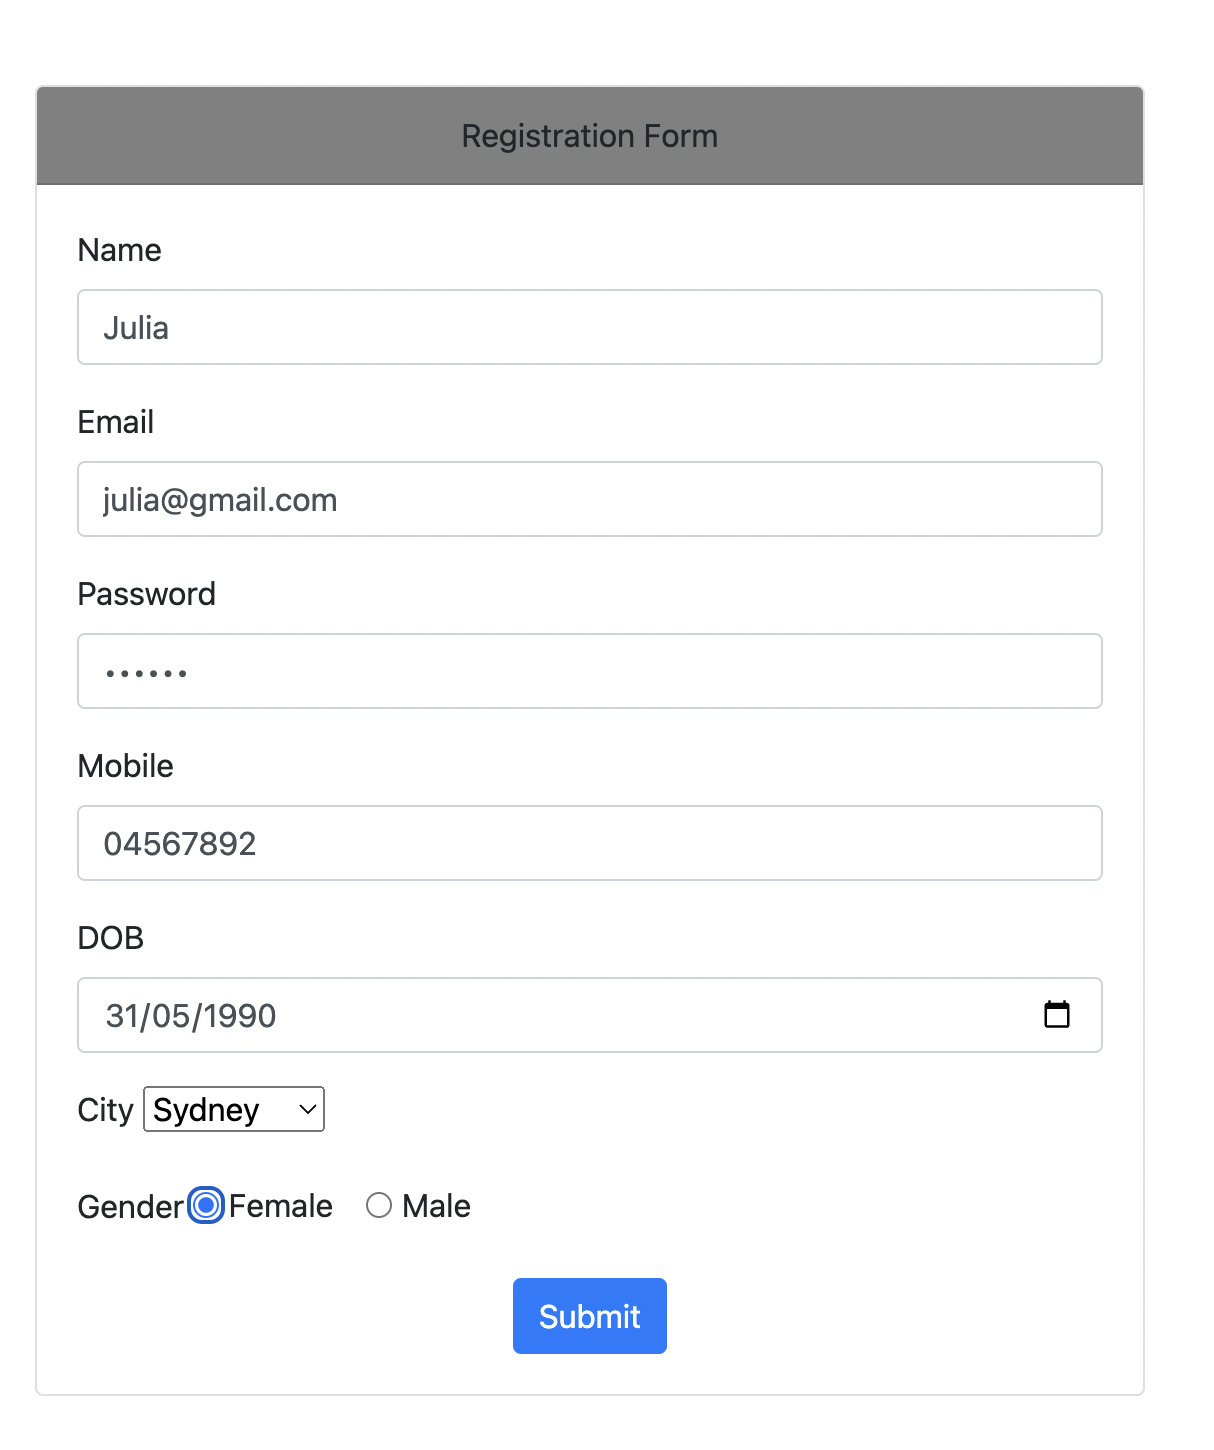 Registration Form
Name
Julia
Email
julia@gmail.com
Password
••••••
Mobile
04567892
DOB
31/05/1990
City Sydney
Gender Female Male
Submit